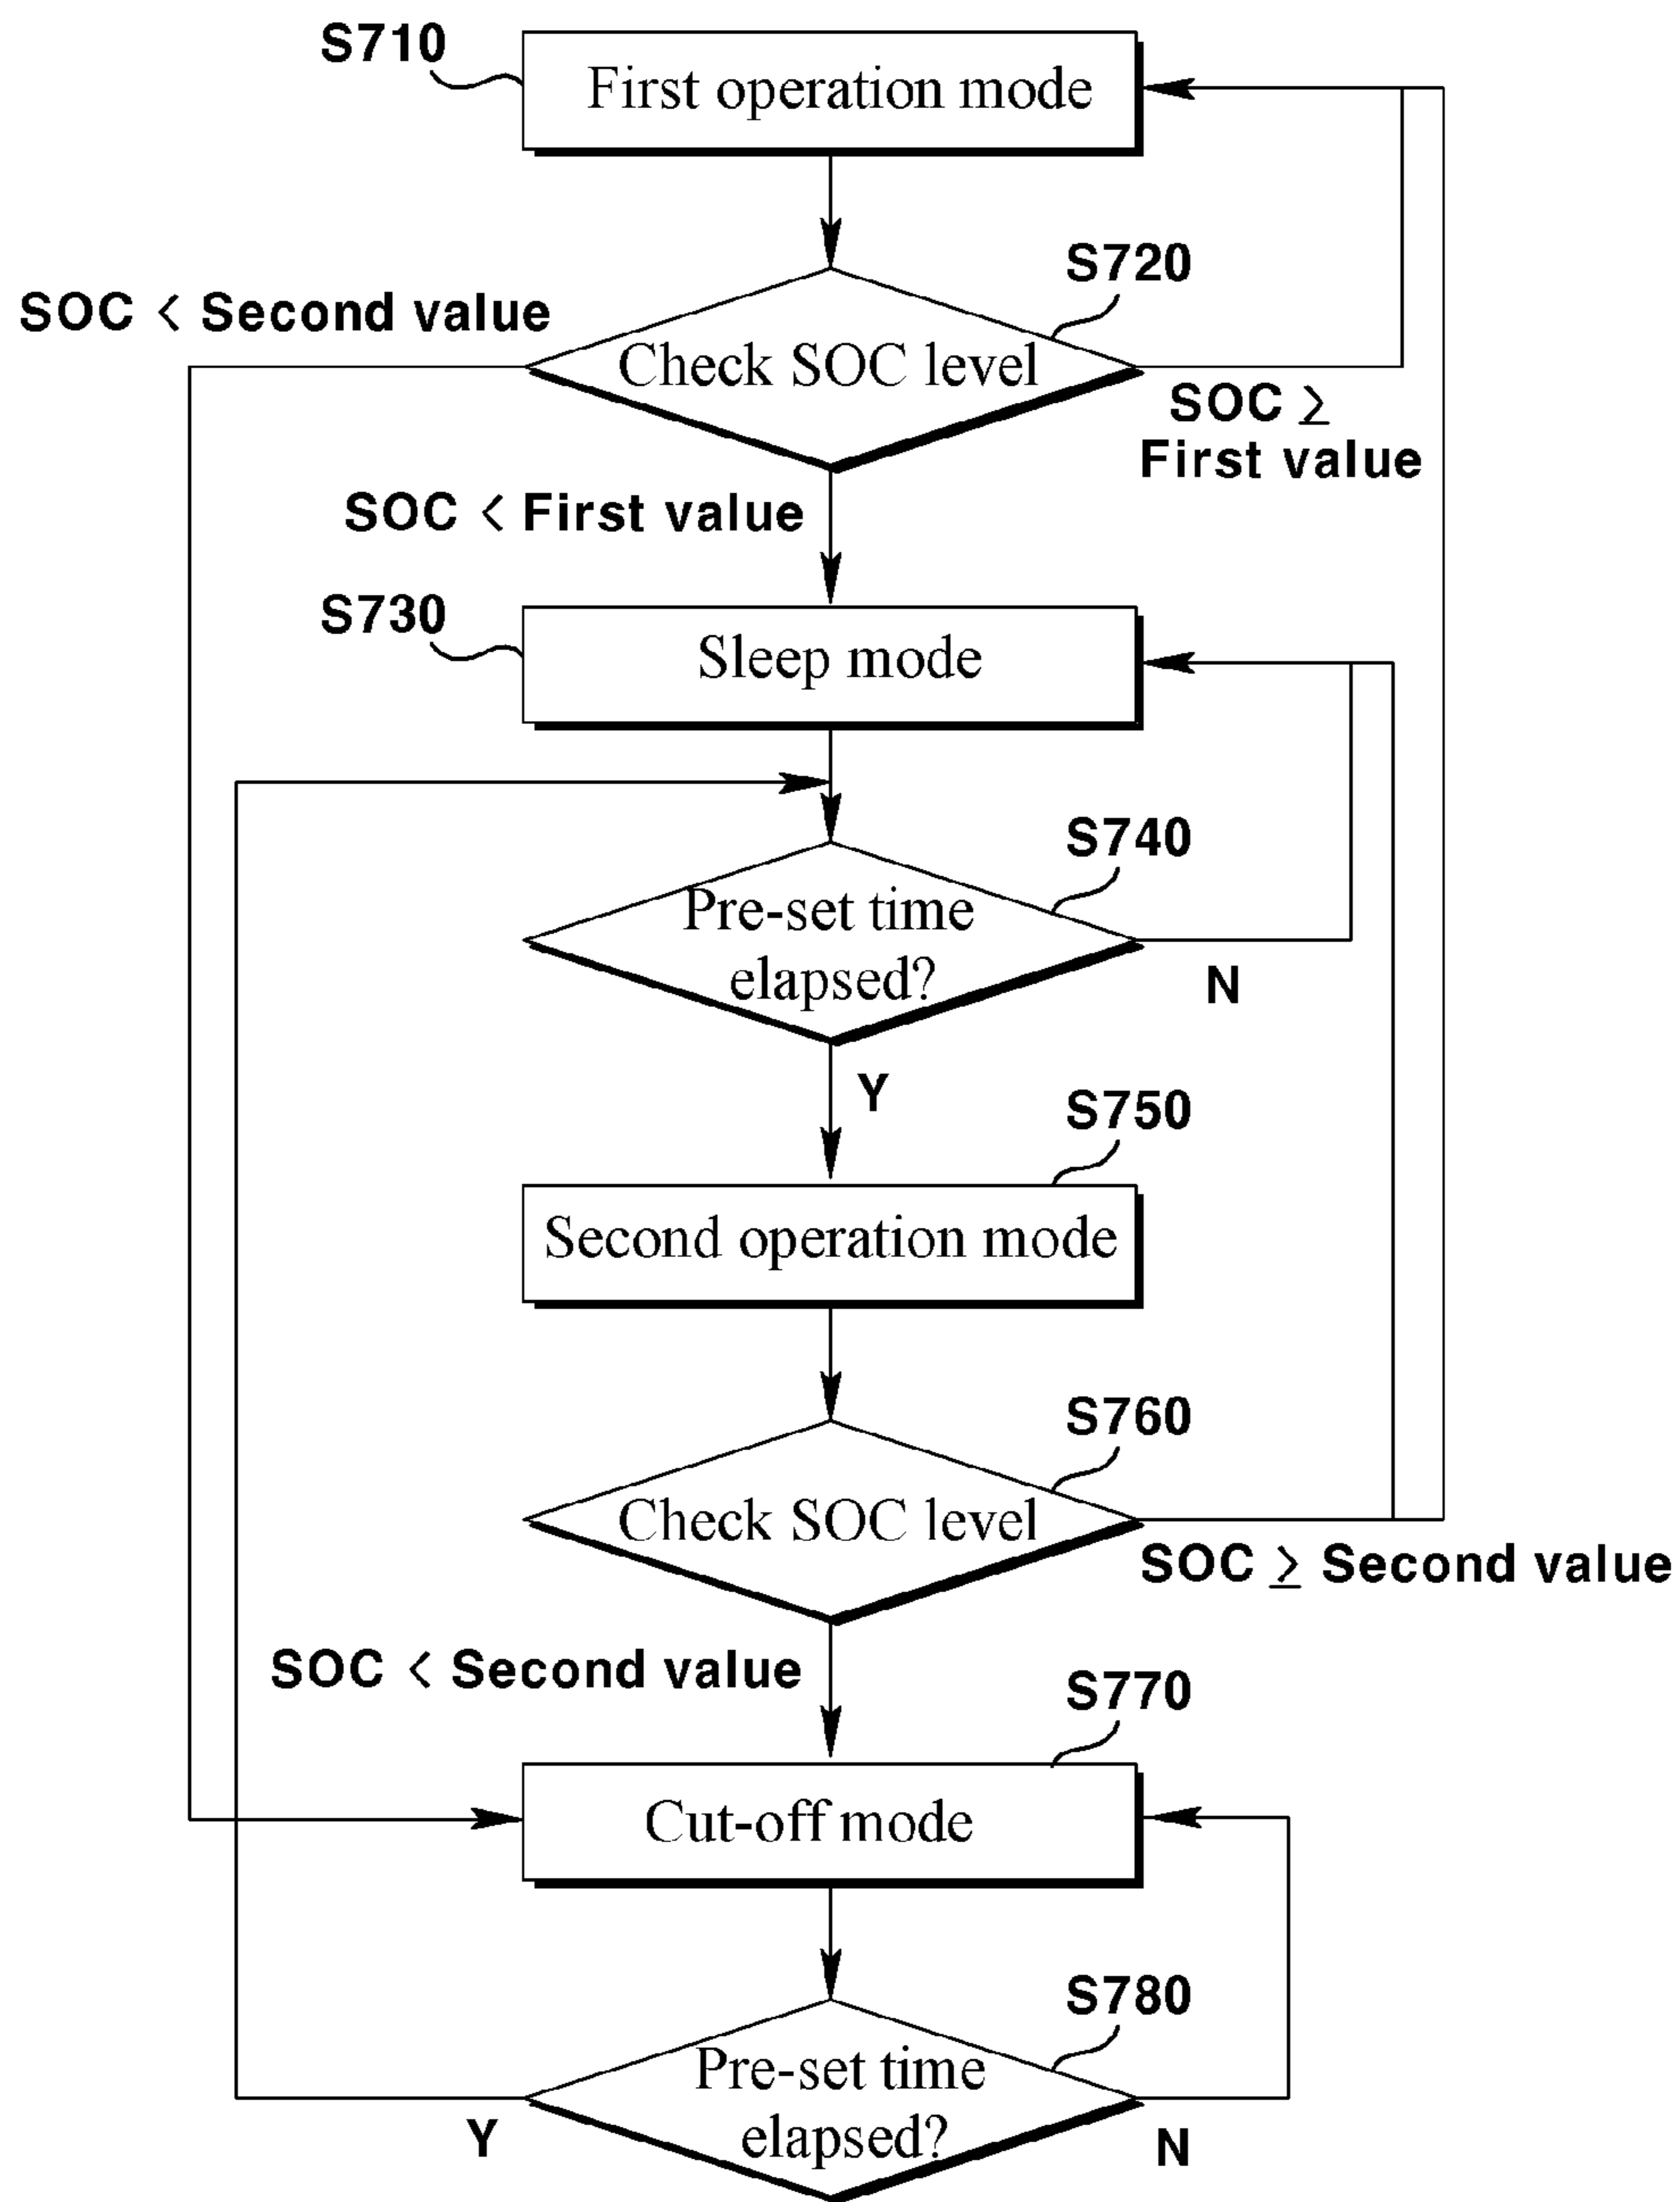 S710
First operation mode
S720
SOC < Second value
Check SOC level
SOC ≥
First value
SOC < First value
S730
Sleep mode
S740
Pre-set time
elapsed?
N
Y
S750
Second operation mode
S760
Check SOC level
SOC ≥ Second value
SOC < Second value
S770
Cut-off mode
S780
Pre-set time
elapsed?
Y
N